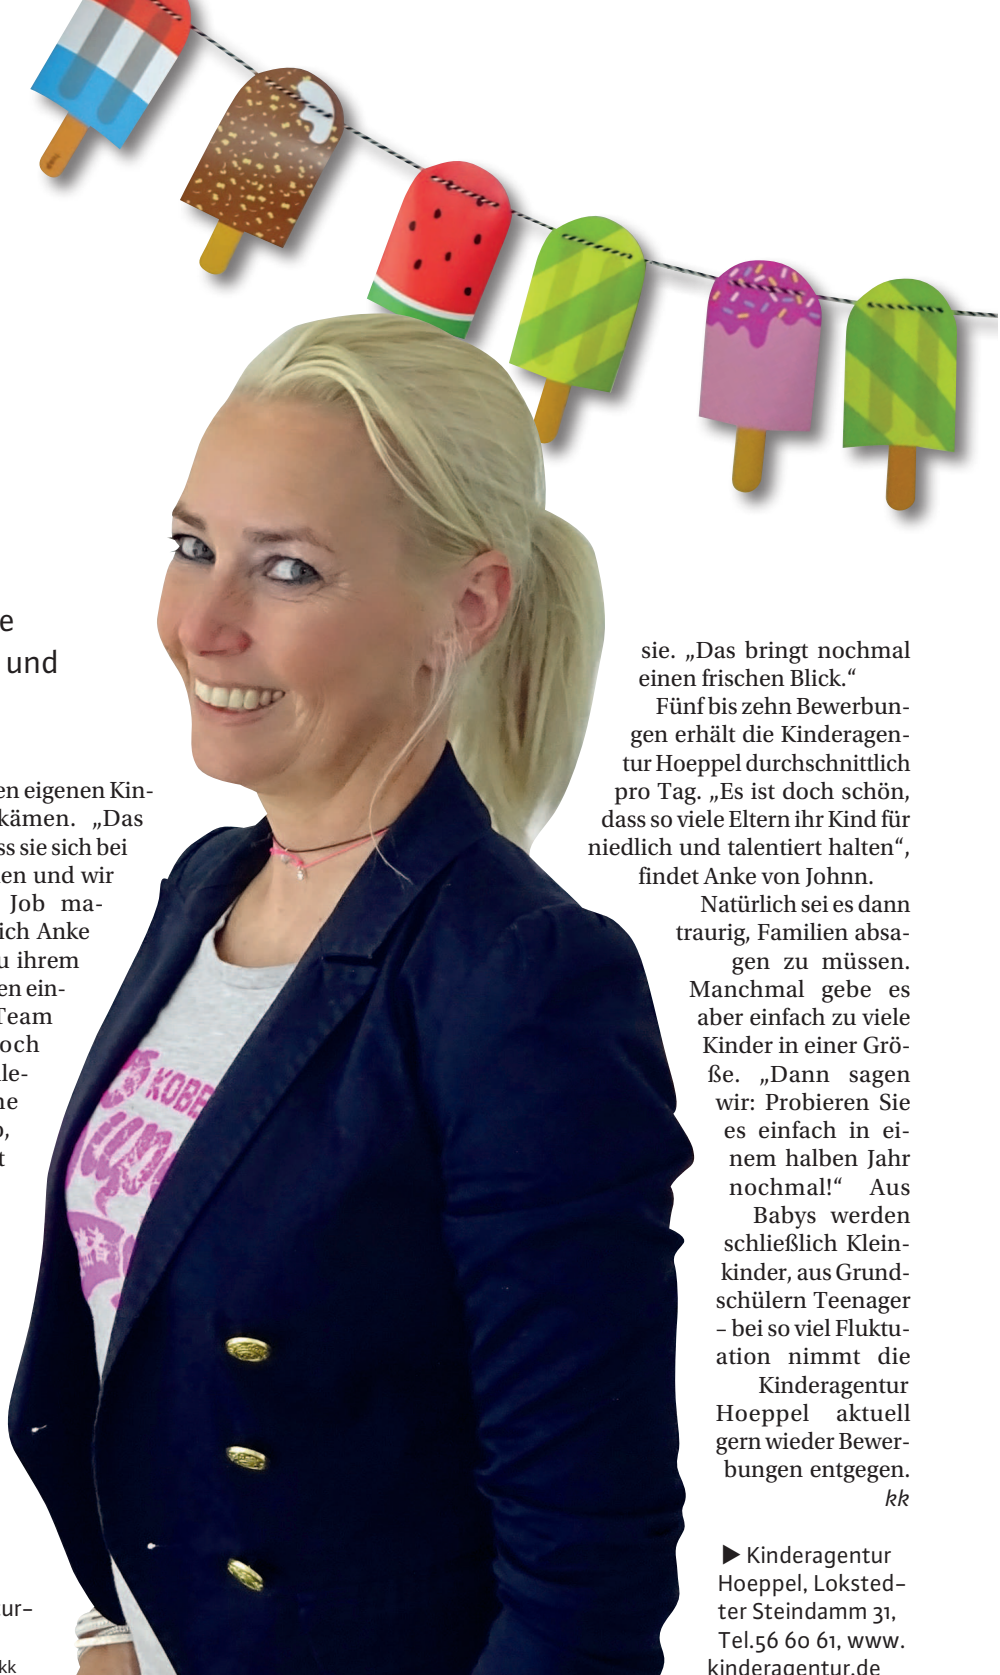 e
und
en eigenen Kin-
kämen. „Das
ss sie sich bei
en und wir
Job ma-
ich Anke
u ihrem
en ein-
Team
och
lle-
ne
o,
t
ur-
kk
KOBE
sie. „Das bringt nochmal
einen frischen Blick.“
Fünf bis zehn Bewerbun-
gen erhält die Kinderagen-
tur Hoeppel durchschnittlich
pro Tag. „Es ist doch schön,
dass so viele Eltern ihr Kind für
niedlich und talentiert halten“,
findet Anke von Johnn.
Natürlich sei es dann
traurig, Familien absa-
gen zu müssen.
Manchmal gebe es
aber einfach zu viele
Kinder in einer Grö-
ße. „Dann sagen
wir: Probieren Sie
es einfach in ei-
nem halben Jahr
nochmal!“ Aus
Babys werden
schließlich Klein-
kinder, aus Grund-
schülern Teenager
– bei so viel Fluktu-
ation nimmt die
Kinderagentur
Hoeppel aktuell
gern wieder Bewer-
bungen entgegen.
kk
▶ Kinderagentur
Hoeppel, Loksted-
ter Steindamm 31,
Tel.56 60 61, www.
kinderagentur.de